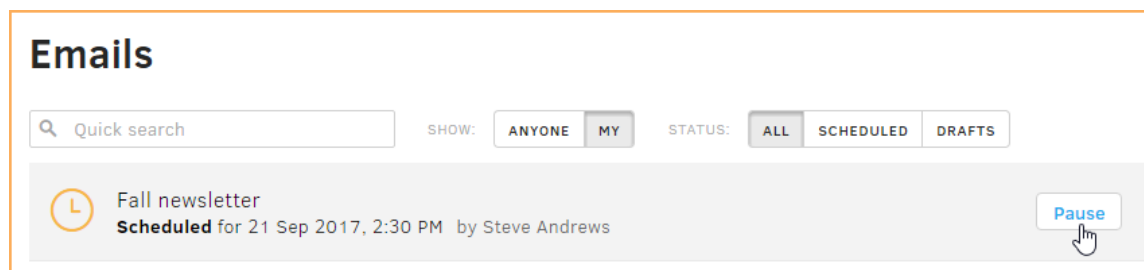 Emails
Quick search SHOW: ANYONE MY STATUS: ALL SCHEDULED DRAFTS
Fall newsletter
Scheduled for 21 Sep 2017, 2:30 PM by Steve Andrews
Pause